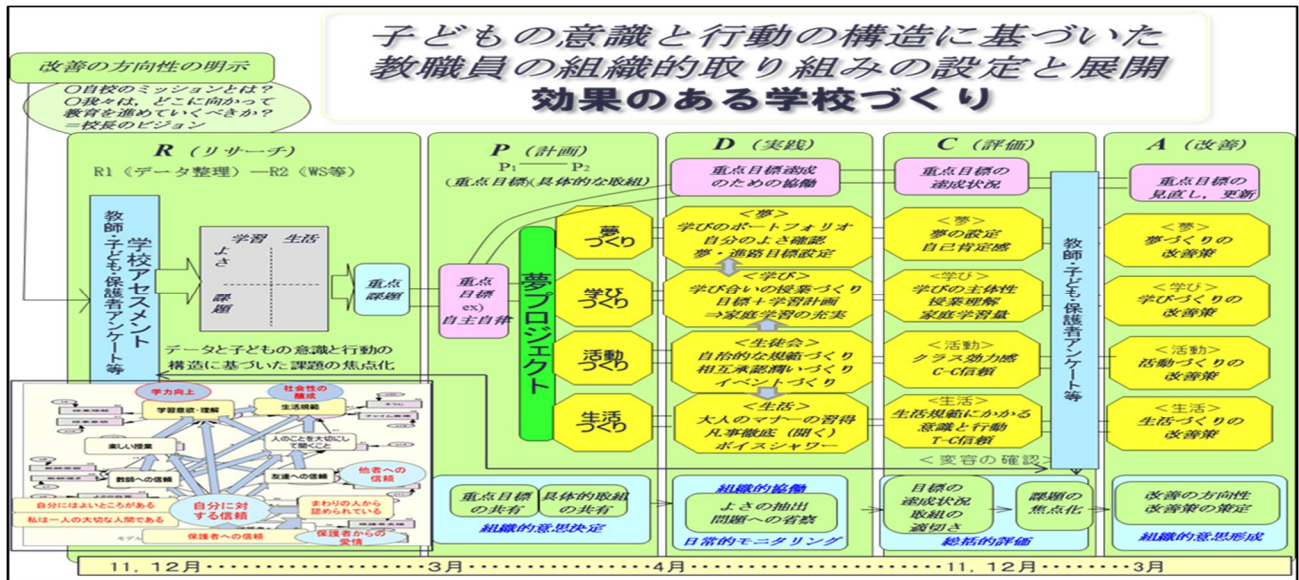 子どもの意識と行動の構造に基づいた
教職員の組織的取り組みの設定と展開
効果のある学校づくり
改善の方向性の明示
○自校のミッションとは?
○我々は,どこに向かって
教育を進めていくべきか?
=校長のビジョン
R (リサーチ)
R1(データ整理)―R2(WS等)
学校アセスメント
教師・子ども・保護者アンケート等
学習 生活
よさ
課題
重点
課題
データと子どもの意識と行動の
構造に基づいた課題の焦点化
学力向上
社会性の
醸成
学習意欲・理解
生活規範
楽しい授業
人のことを大切にして
聞くこと
教師への信頼
友達への信頼
他者への
信頼
自分にはよいところがある
私は一人の大切な人間である
自分に対
する信頼
まわりの人から
認められている
保護者への信頼
保護者からの
愛情
P (計画)
P1 P2
(重点目標)(具体的な取組)
重点
目標
ex)
自主自律
夢プロジェクト
夢
づくり
学び
づくり
活動
づくり
生活
づくり
重点目標の共有
具体的取組の共有
組織的意思決定
D (実践)
重点目標達成
のための協働
<夢>
学びのポートフォリオ
自分のよさ確認
夢・進路目標設定
<学び>
学び合いの授業づくり
目標+学習計画
⇒家庭学習の充実
<生徒会>
自治的な規範づくり
相互承認構いづくり
イベントづくり
<生活>
大人のマナーの習得
凡事徹底(聞く)
ボイスシャワー
組織的協働
よさの抽出
問題への省察
日常的モニタリング
C (評価)
重点目標の
達成状況
<夢>
夢の設定
自己肯定感
<学び>
学びの主体性
授業理解
家庭学習量
<活動>
クラス効力感
C-C信頼
<生活>
生活規範にかかる
意識と行動
T-C信頼
<変容の確認>
教師・子ども・保護者アンケート等
目標の
達成状況
取組の
適切さ
課題の
焦点化
総括的評価
A (改善)
重点目標の
見直し,更新
<夢>
夢づくりの
改善策
<学び>
学びづくりの
改善策
<活動>
活動づくりの
改善策
<生活>
生活づくりの
改善策
改善の方向性
改善策の策定
組織的意思形成
11,12月・・・・・・・・・・・・・・・・・3月・・・・・・・・・・・・・・・4月・・・・・・・・・・・・・・・・・・・・11,12月・・・・・・・・・・3月